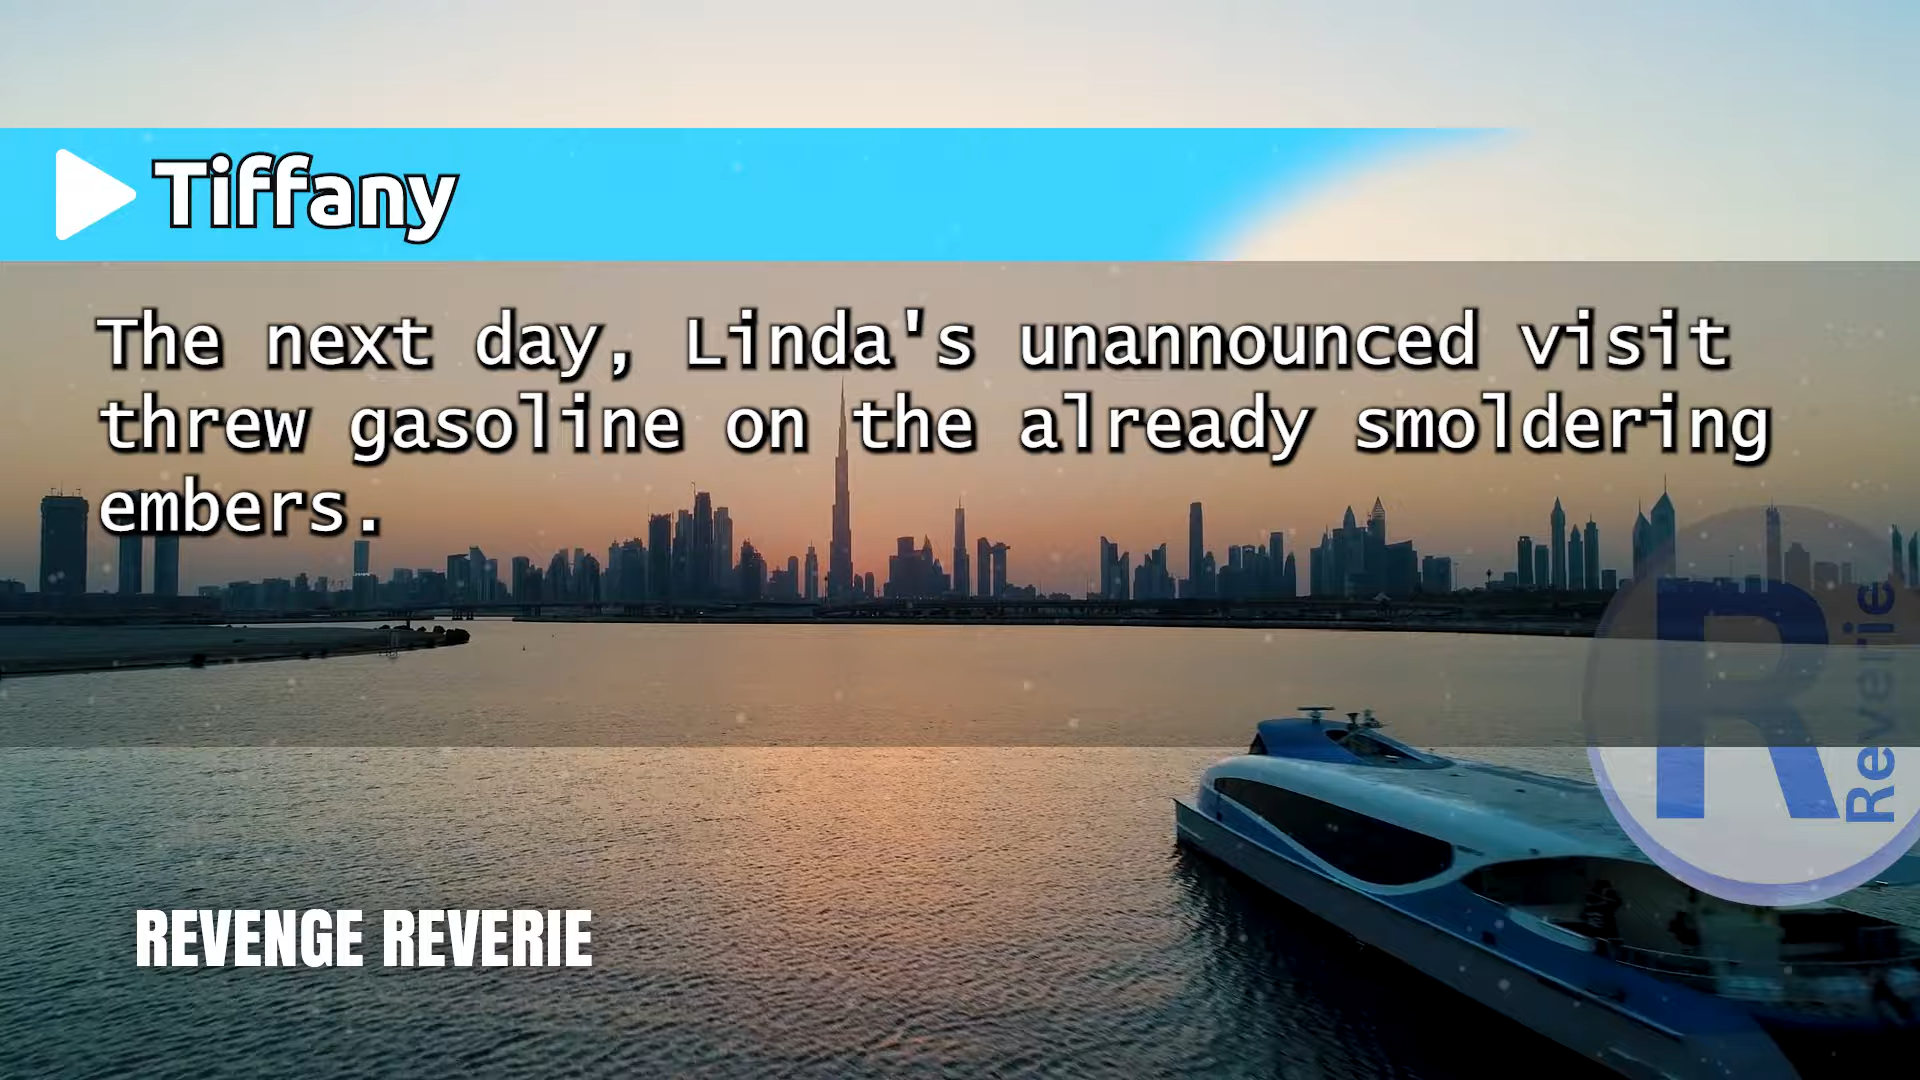 Tiffany
The next day, Linda's unannounced visit
threw gasoline on the already smoldering
embers.
R
Reverie
REVENGE REVERIE